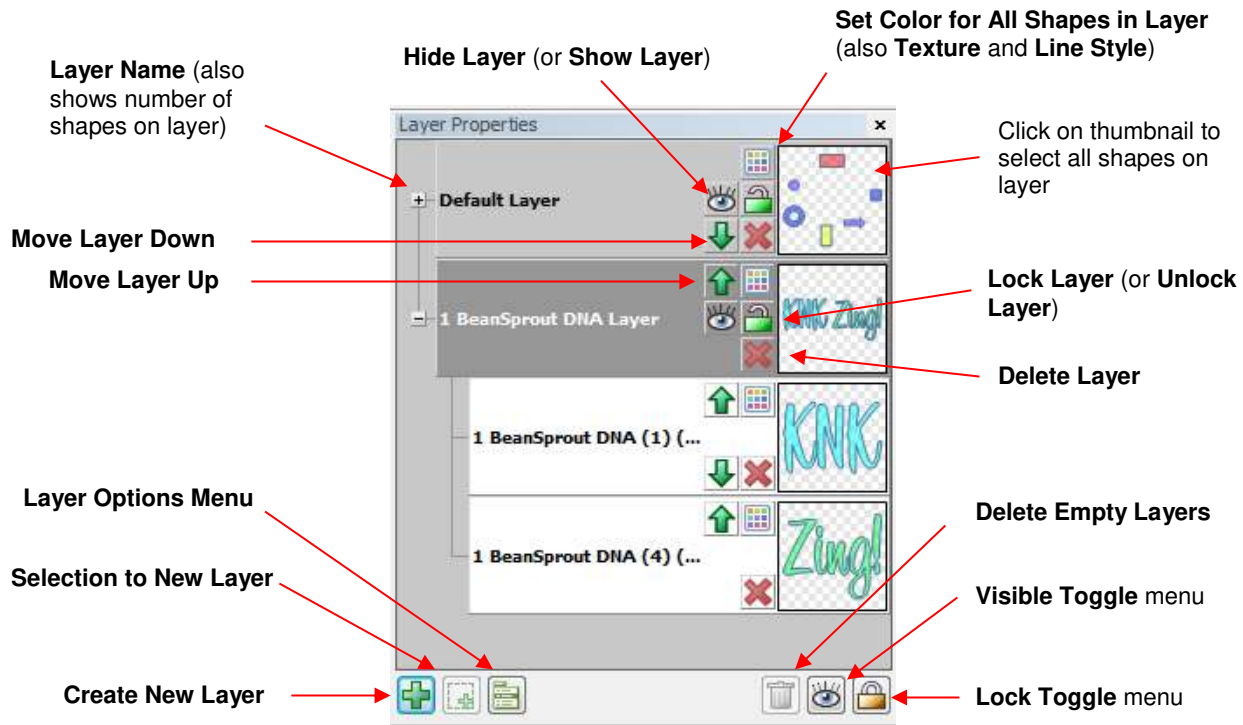 Set Color for All Shapes in Layer
(also Texture and Line Style)
Hide Layer (or Show Layer)
Layer Name (also
shows number of
shapes on layer)
Layer Properties
Click on thumbnail to
select all shapes on
layer
Default Layer
Move Layer Down
Move Layer Up
Lock Layer (or Unlock
Layer)
1 BeanSprout DNA Layer
KNK Zing!
Delete Layer
1 BeanSprout DNA (1) (...
KNK
Layer Options Menu
Delete Empty Layers
1 BeanSprout DNA (4) (...
Zing!
Selection to New Layer
Visible Toggle menu
Create New Layer
Lock Toggle menu